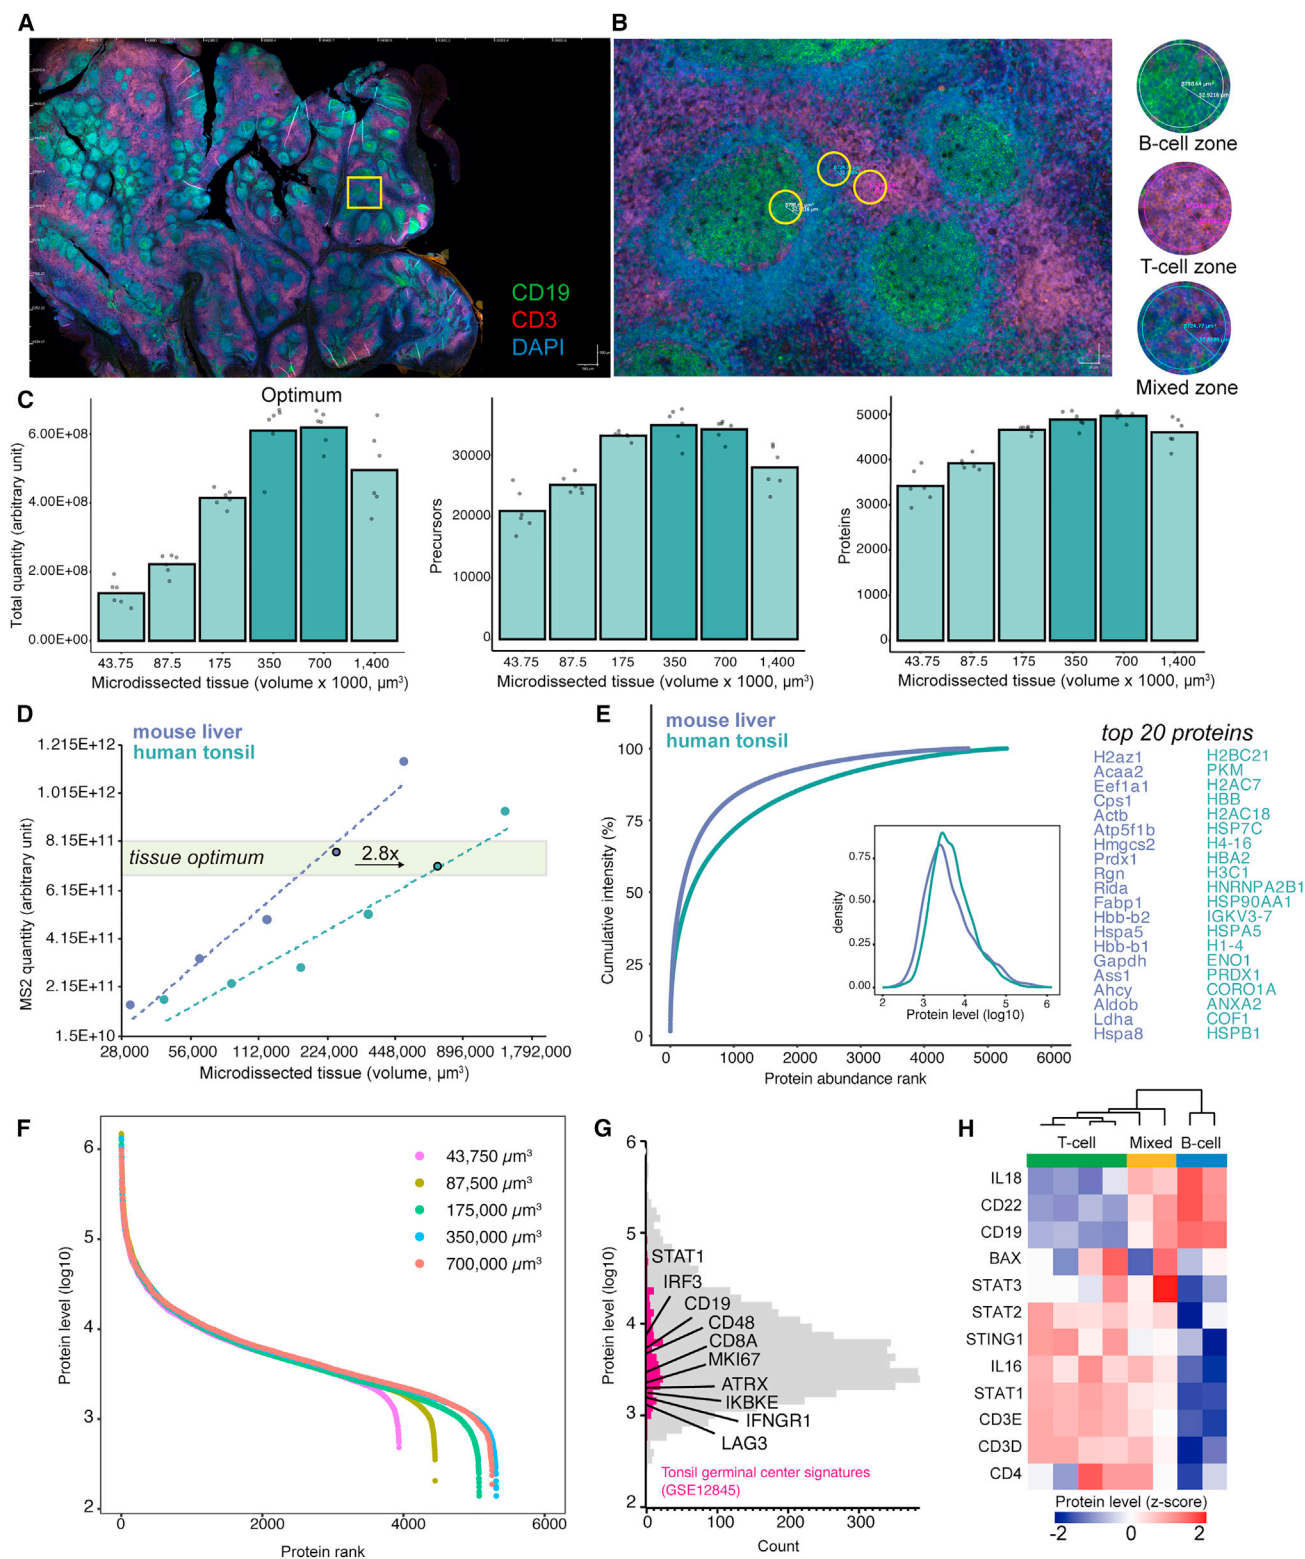 A
B
CD19
CD3
DAPI
B-cell zone
T-cell zone
Mixed zone
C
Optimum
Total quantity (arbitrary unit)
6.00E+08
4.00E+08
2.00E+08
0.00E+00
43.75 87.5 175 350 700 1,400
Microdissected tissue (volume x 1000, µm³)
Precursors
30000
20000
10000
0
43.75 87.5 175 350 700 1,400
Microdissected tissue (volume x 1000, µm³)
Proteins
5000
4000
3000
2000
1000
0
43.75 87.5 175 350 700 1,400
Microdissected tissue (volume x 1000, µm³)
D
mouse liver
human tonsil
MS2 quantity (arbitrary unit)
1.215E+12
1.015E+12
8.15E+11
6.15E+11
4.15E+11
2.15E+11
1.5E+10
tissue optimum
2.8x
28,000 56,000 112,000 224,000 448,000 896,000 1,792,000
Microdissected tissue (volume, µm³)
E
mouse liver
human tonsil
Cumulative intensity (%)
100
75
50
25
0
0 1000 2000 3000 4000 5000 6000
Protein abundance rank
density
0.75
0.50
0.25
0.00
2 3 4 5 6
Protein level (log10)
top 20 proteins
H2az1 H2BC21
Acaa2 PKM
Eef1a1 H2AC7
Cps1 HBB
Actb H2AC18
Atp5f1b HSP7C
Hmgcs2 H4-16
Prdx1 HBA2
Rgn H3C1
Rida HNRNPA2B1
Fabp1 HSP90AA1
Hbb-b2 IGKV3-7
Hspa5 HSPA5
Hbb-b1 H1-4
Gapdh ENO1
Ass1 PRDX1
Ahcy CORO1A
Aldob ANXA2
Ldha COF1
Hspa8 HSPB1
F
Protein level (log10)
6
5
4
3
2
43,750 µm³
87,500 µm³
175,000 µm³
350,000 µm³
700,000 µm³
0 2000 4000 6000
Protein rank
G
Protein level (log10)
6
5
4
3
2
STAT1
IRF3
CD19
CD48
CD8A
MKI67
ATRX
IKBKE
IFNGR1
LAG3
Tonsil germinal center signatures
(GSE12845)
0 100 200 300
Count
H
T-cell Mixed B-cell
IL18
CD22
CD19
BAX
STAT3
STAT2
STING1
IL16
STAT1
CD3E
CD3D
CD4
Protein level (z-score)
-2 0 2